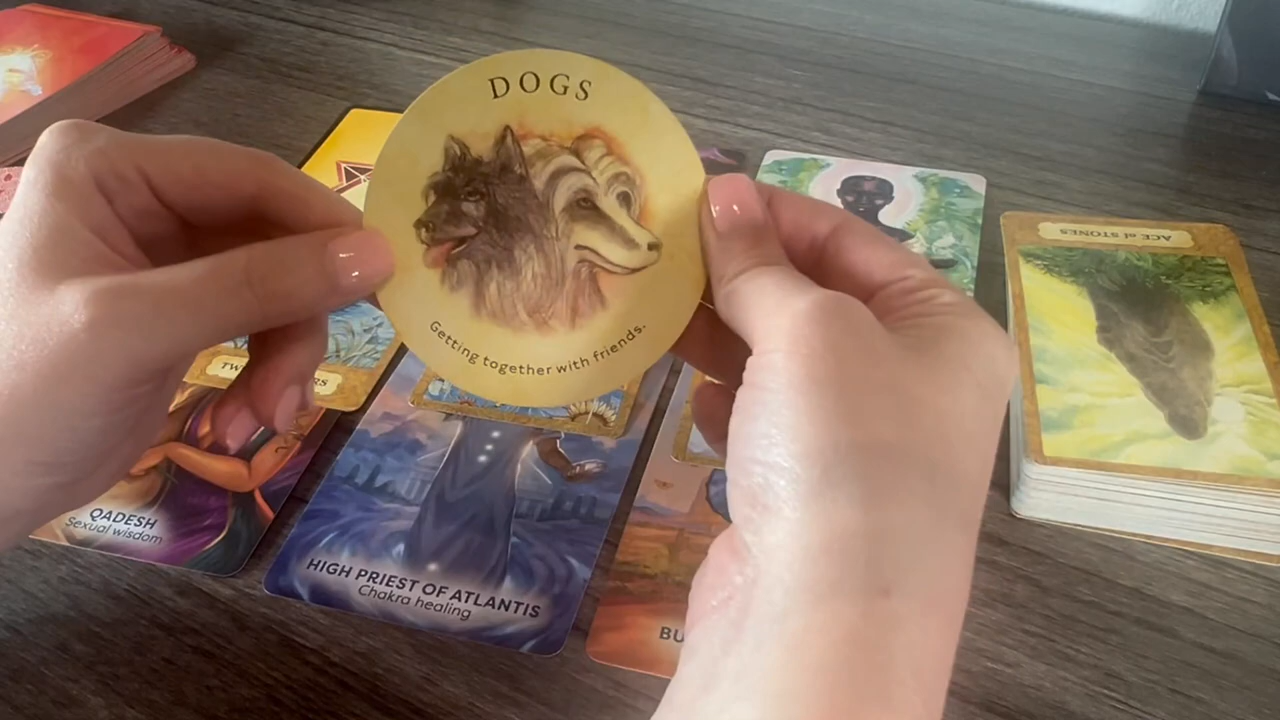 DOGS
Getting together with friends.
ACE of STONES
QADESH
Sexual wisdom
HIGH PRIEST OF ATLANTIS
Chakra healing